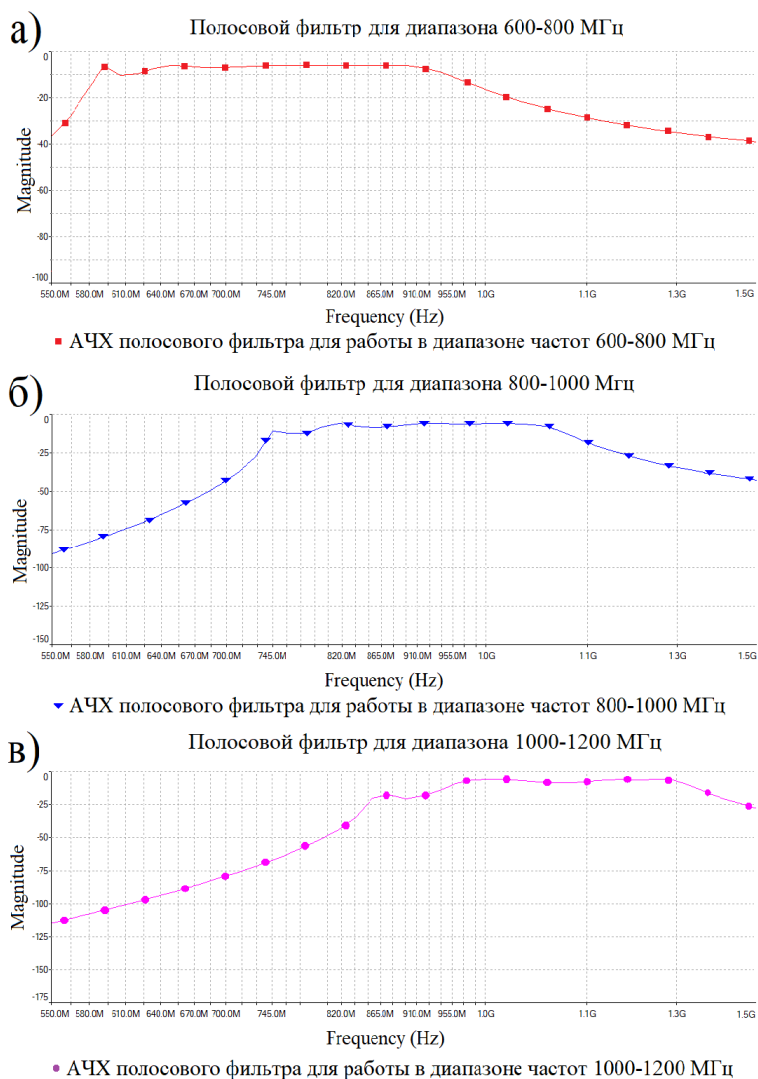 а)
Полосовой фильтр для диапазона 600-800 МГц
0
-20
-40
-60
-80
-100
Magnitude
550.0M 580.0M 610.0M 640.0M 670.0M 700.0M 745.0M 820.0M 865.0M 910.0M 955.0M 1.0G 1.1G 1.3G 1.5G
Frequency (Hz)
АЧХ полосового фильтра для работы в диапазоне частот 600-800 МГц
б)
Полосовой фильтр для диапазона 800-1000 Мгц
0
-25
-50
-75
-100
-125
-150
Magnitude
550.0M 580.0M 610.0M 640.0M 670.0M 700.0M 745.0M 820.0M 865.0M 910.0M 955.0M 1.0G 1.1G 1.3G 1.5G
Frequency (Hz)
АЧХ полосового фильтра для работы в диапазоне частот 800-1000 МГц
в)
Полосовой фильтр для диапазона 1000-1200 МГц
0
-25
-50
-75
-100
-125
-150
-175
Magnitude
550.0M 580.0M 610.0M 640.0M 670.0M 700.0M 745.0M 820.0M 865.0M 910.0M 955.0M 1.0G 1.1G 1.3G 1.5G
Frequency (Hz)
АЧХ полосового фильтра для работы в диапазоне частот 1000-1200 МГц